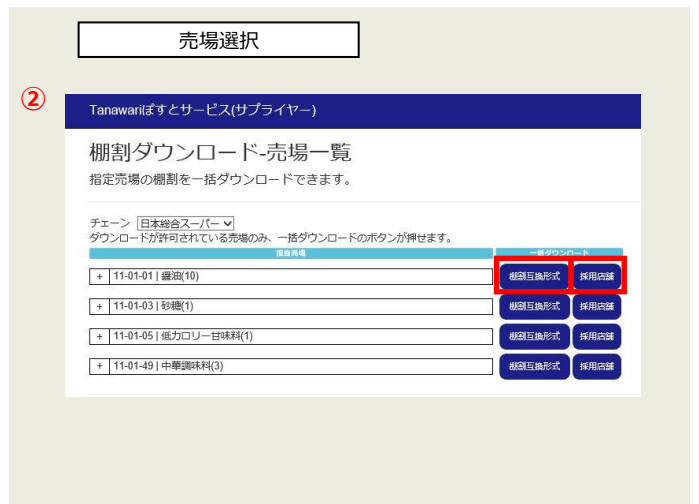 売場選択
②
Tanawariぽすとサービス(サプライヤー)
棚割ダウンロード-売場一覧
指定売場の棚割を一括ダウンロードできます。
チェーン 日本総合スーパー
ダウンロードが許可されている売場のみ、一括ダウンロードのボタンが押せます。
担当売場 一括ダウンロード
+ 11-01-01 | 醤油(10) 棚割互換形式 採用店舗
+ 11-01-03 | 砂糖(1) 棚割互換形式 採用店舗
+ 11-01-05 | 低カロリー甘味料(1) 棚割互換形式 採用店舗
+ 11-01-49 | 中華調味料(3) 棚割互換形式 採用店舗